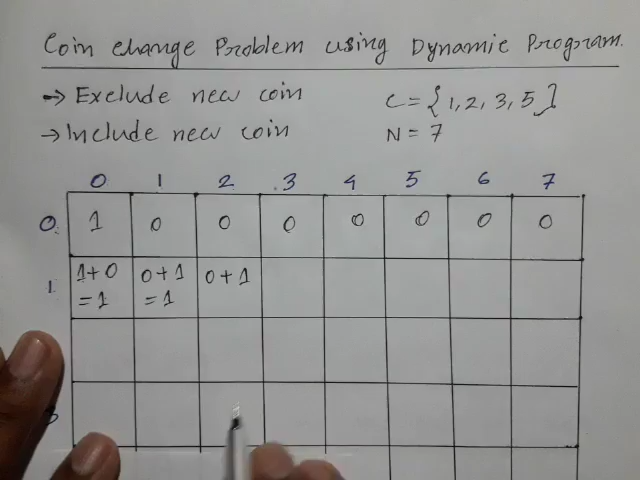 Coin change Problem using Dynamic Program.
→ Exclude new coin C = {1, 2, 3, 5}
→ Include new coin N = 7
0 1 2 3 4 5 6 7
0 1 0 0 0 0 0 0 0
1 1+0 =1 0+1 =1 0+1